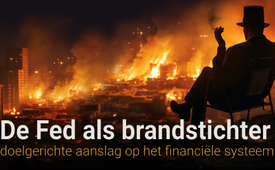 De Fed als brandstichter
doelgerichte aanslag op het financiële systeem